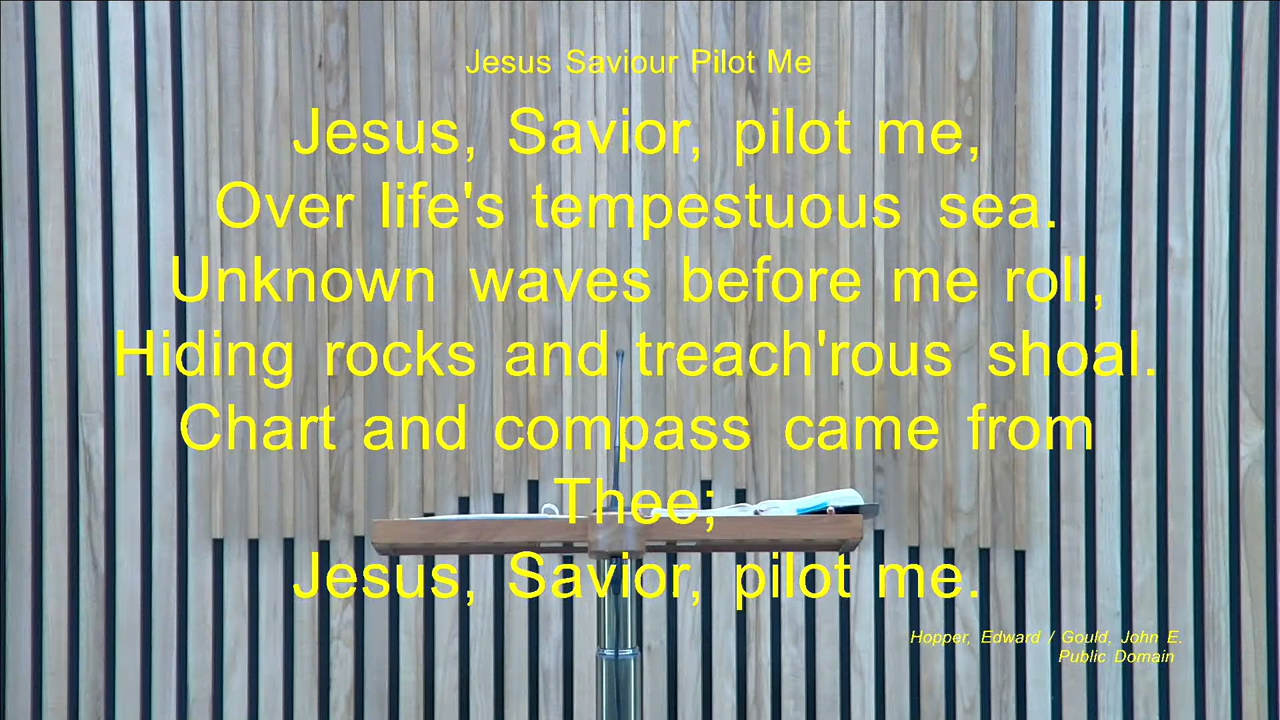 Jesus Saviour Pilot Me
Jesus, Savior, pilot me,
Over life's tempestuous sea.
Unknown waves before me roll,
Hiding rocks and treach'rous shoal.
Chart and compass came from
Thee;
Jesus, Savior, pilot me.
Hopper, Edward / Gould, John E.
Public Domain